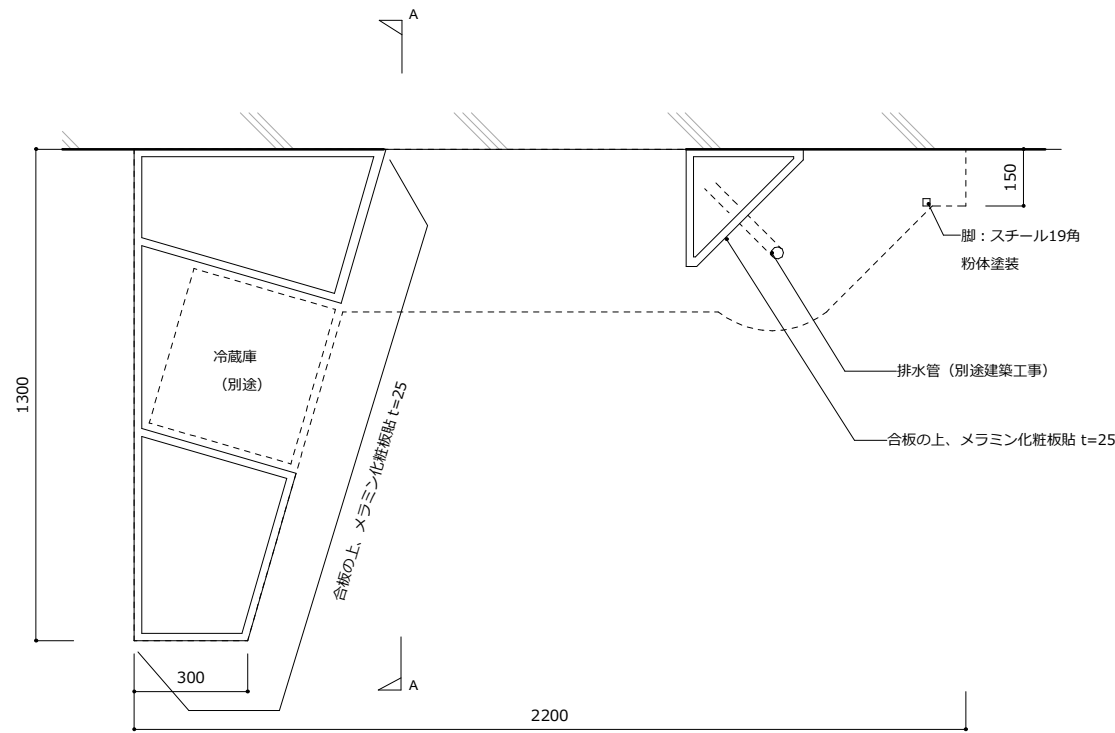 A
150
脚：スチール19角
粉体塗装
冷蔵庫
（別途）
1300
合板の上、メラミン化粧板貼 t=25
排水管（別途建築工事）
合板の上、メラミン化粧板貼 t=25
300
A
2200